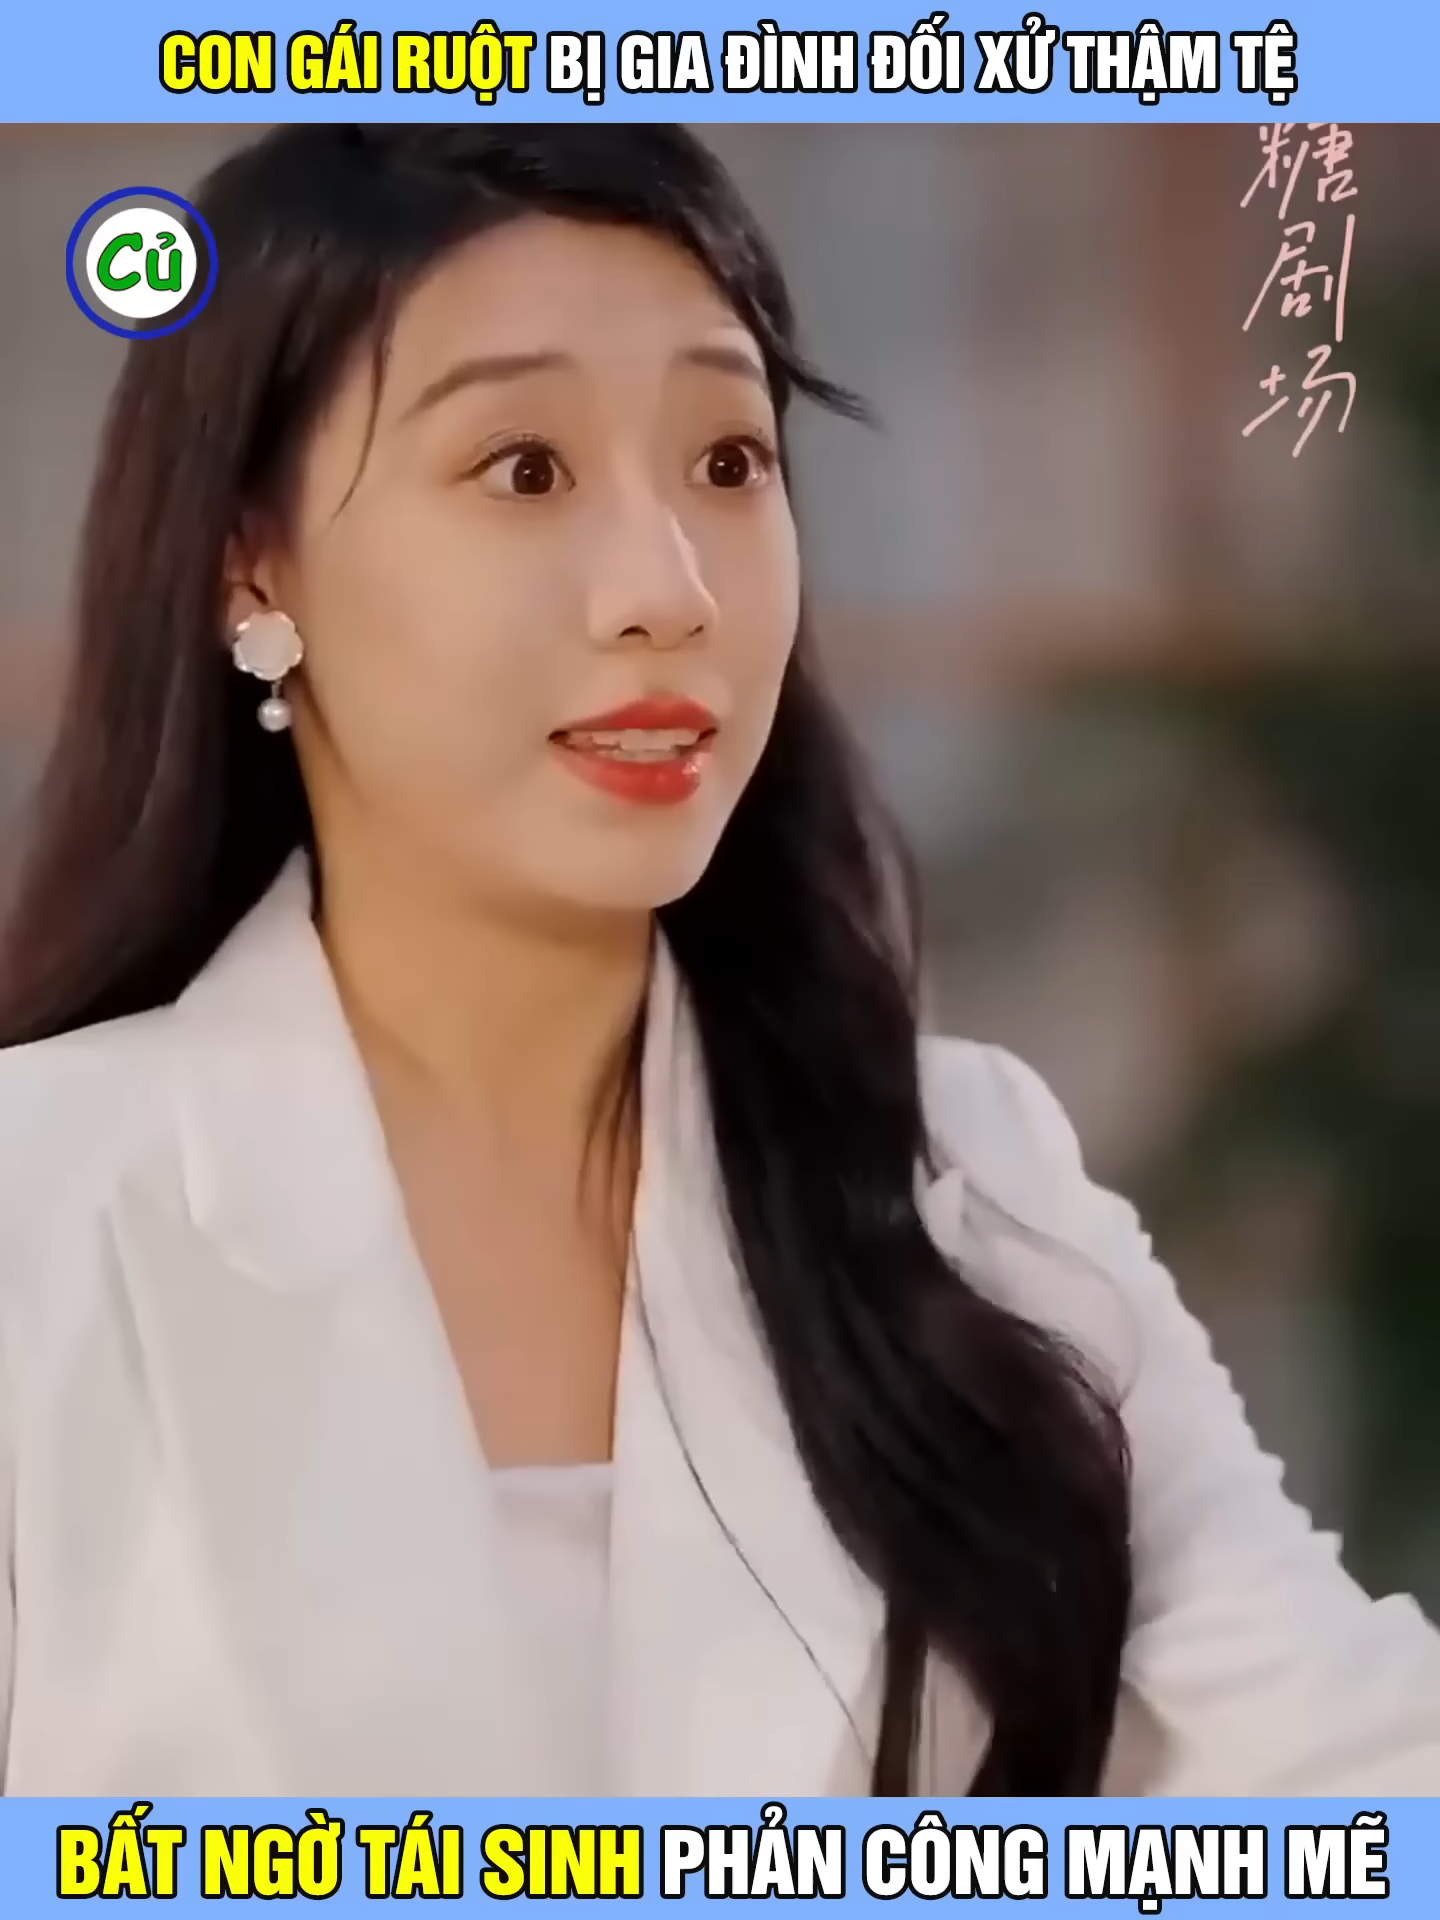 CON GÁI RUỘT BỊ GIA ĐÌNH ĐỐI XỬ THẬM TỆ
Củ
糖剧场
BẤT NGỜ TÁI SINH PHẢN CÔNG MẠNH MẼ